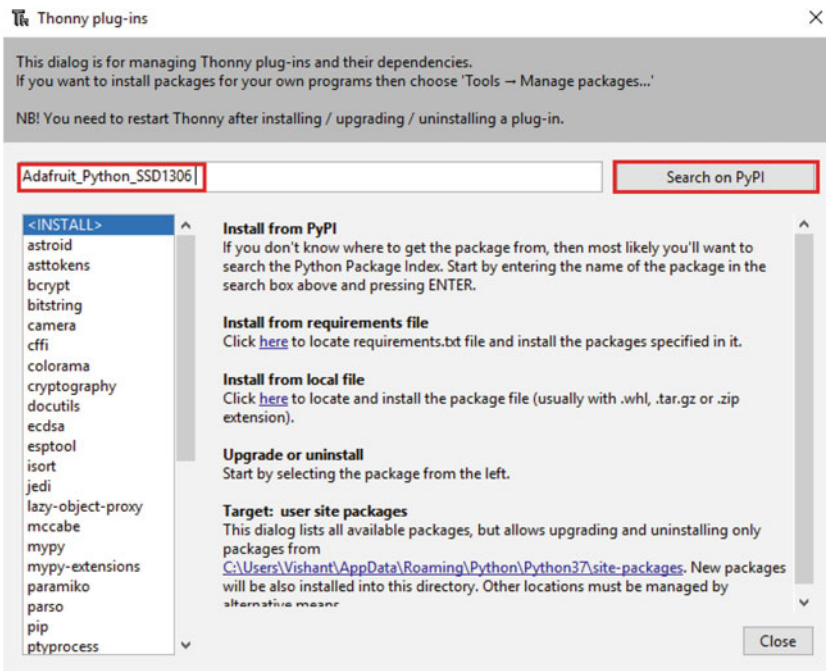 Thonny plug-ins
This dialog is for managing Thonny plug-ins and their dependencies.
If you want to install packages for your own programs then choose 'Tools → Manage packages...'
NB! You need to restart Thonny after installing / upgrading / uninstalling a plug-in.
Adafruit_Python_SSD1306
Search on PyPI
<INSTALL>
astroid
asttokens
bcrypt
bitstring
camera
cffi
colorama
cryptography
docutils
ecdsa
esptool
isort
jedi
lazy-object-proxy
mccabe
mypy
mypy-extensions
paramiko
parso
pip
ptyprocess
Install from PyPI
If you don't know where to get the package from, then most likely you'll want to
search the Python Package Index. Start by entering the name of the package in the
search box above and pressing ENTER.
Install from requirements file
Click here to locate requirements.txt file and install the packages specified in it.
Install from local file
Click here to locate and install the package file (usually with .whl, .tar.gz or .zip
extension).
Upgrade or uninstall
Start by selecting the package from the left.
Target: user site packages
This dialog lists all available packages, but allows upgrading and uninstalling only
packages from
C:\Users\Vishant\AppData\Roaming\Python\Python37\site-packages. New packages
will be also installed into this directory. Other locations must be managed by
alternative means
Close